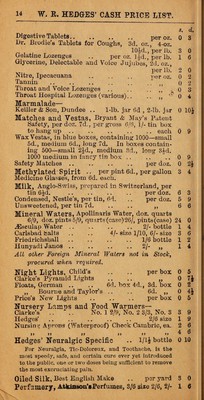 14 W. R. HEDGES' CASH PRICE LIST.
s. d.
Digestive Tablets .. per oz. 0 3
Dr. Brodie's Tablets for Coughs, 3d. oz., 4-oz.
10½d., per lb. 3 0
Gelatine Lozenges per oz. 1½d., per lb. 1 6
Glycerine, Delectable and Voice Jujubes, 2d. oz.,
per lb. 2 0
Nitre, Ipecacuana per oz. 0 2
Tannin per oz. 0 2
Throat and Voice Lozenges 0 3
Throat Hospital Lozenges (various) 0 4
Marmalade—
Keiller & Son, Dundee .. 1-lb. jar 6d., 2-lb. jar 0 10½
Matches and Vestas, Bryant & May's Patent
Safety, per doz. 2d., per gross
to hang up. each 0 9
Wax Vestas, in blue boxes, containing 1000—small
5d., medium 6d., long 7d. In boxes contain-
ing 500—small 2½d., medium 3d., long 3½d.
1000 medium in fancy tin box 0 9
Safety Matches per doz. 0 2½
Methylated Spirit .. per pint 6d., per gallon 3 4
Medicine Glasses, from 6d. each.
Milk, Anglo-Swiss, prepared in Switzerland, per
tin 6½d. per doz. 6 3
Condensed, Nestle's, per tin, 6d. per doz. 5 9
Unsweetened, per tin 7d. 6 6
Mineral Waters, Apollinaris Water, doz. quarts
6/9, doz. pints 5/9, quarts (case) 26/, pints (case) 24 0
Æsculap Water 2/- bottle 1 4
Carlsbad Salts 4/- size 1/10, 6/- size 3 6
Friedrichshall 1/6 bottle 1 2
Hunyadi Janos 2/- 1 4
All other Foreign Mineral Waters not in Stock,
procured when required.
Night Lights, Child's per box 0 5
Clarke's Pyramid Lights 0
Floats, German 6d. box 4d., 3d. box 0 2
Bourne and Taylor's 6d. 0 4½
Price's New Lights per box 0 5
Nursery Lamps and Food Warmers—
Clarke's No. 1 2/9, No. 2 3/3, No. 3 3 9
Hedges' 2/6 size 1 9
Nursing Aprons (Waterproof) Check Cambric, ea. 2 6
4 6
Hedges' Neuralgic Specific .. 1/1½ bottle 0 10
For Neuralgia, Tic-Doloreux, and Toothache, is the
most speedy, safe, and certain cure ever yet introduced
to the public, one or two doses being sufficient to remove
the most excruciating pain.
Oiled Silk, Best English Make .. per yard 3 0
Perfumery, Atkinson's Perfumes, 3/6 size 2/6, 2/- 1 6